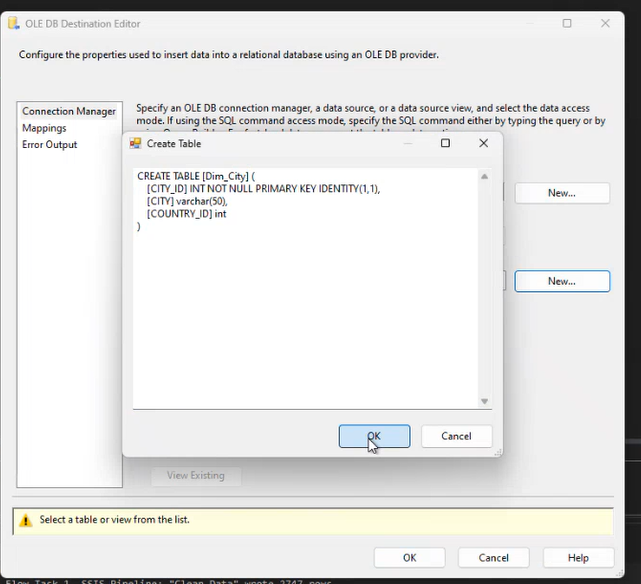 OLE DB Destination Editor
Configure the properties used to insert data into a relational database using an OLE DB provider.
Connection Manager
Mappings
Error Output
Specify an OLE DB connection manager, a data source, or a data source view, and select the data access
mode. If using the SQL command access mode, specify the SQL command either by typing the query or by
Create Table
CREATE TABLE [Dim_City] (
[CITY_ID] INT NOT NULL PRIMARY KEY IDENTITY(1,1),
[CITY] varchar(50),
[COUNTRY_ID] int
)
New...
New...
OK
Cancel
View Existing
Select a table or view from the list.
OK
Cancel
Help
Flow Task 1, SSIS.Pipeline: "Clean Data" wrote 2747 rows